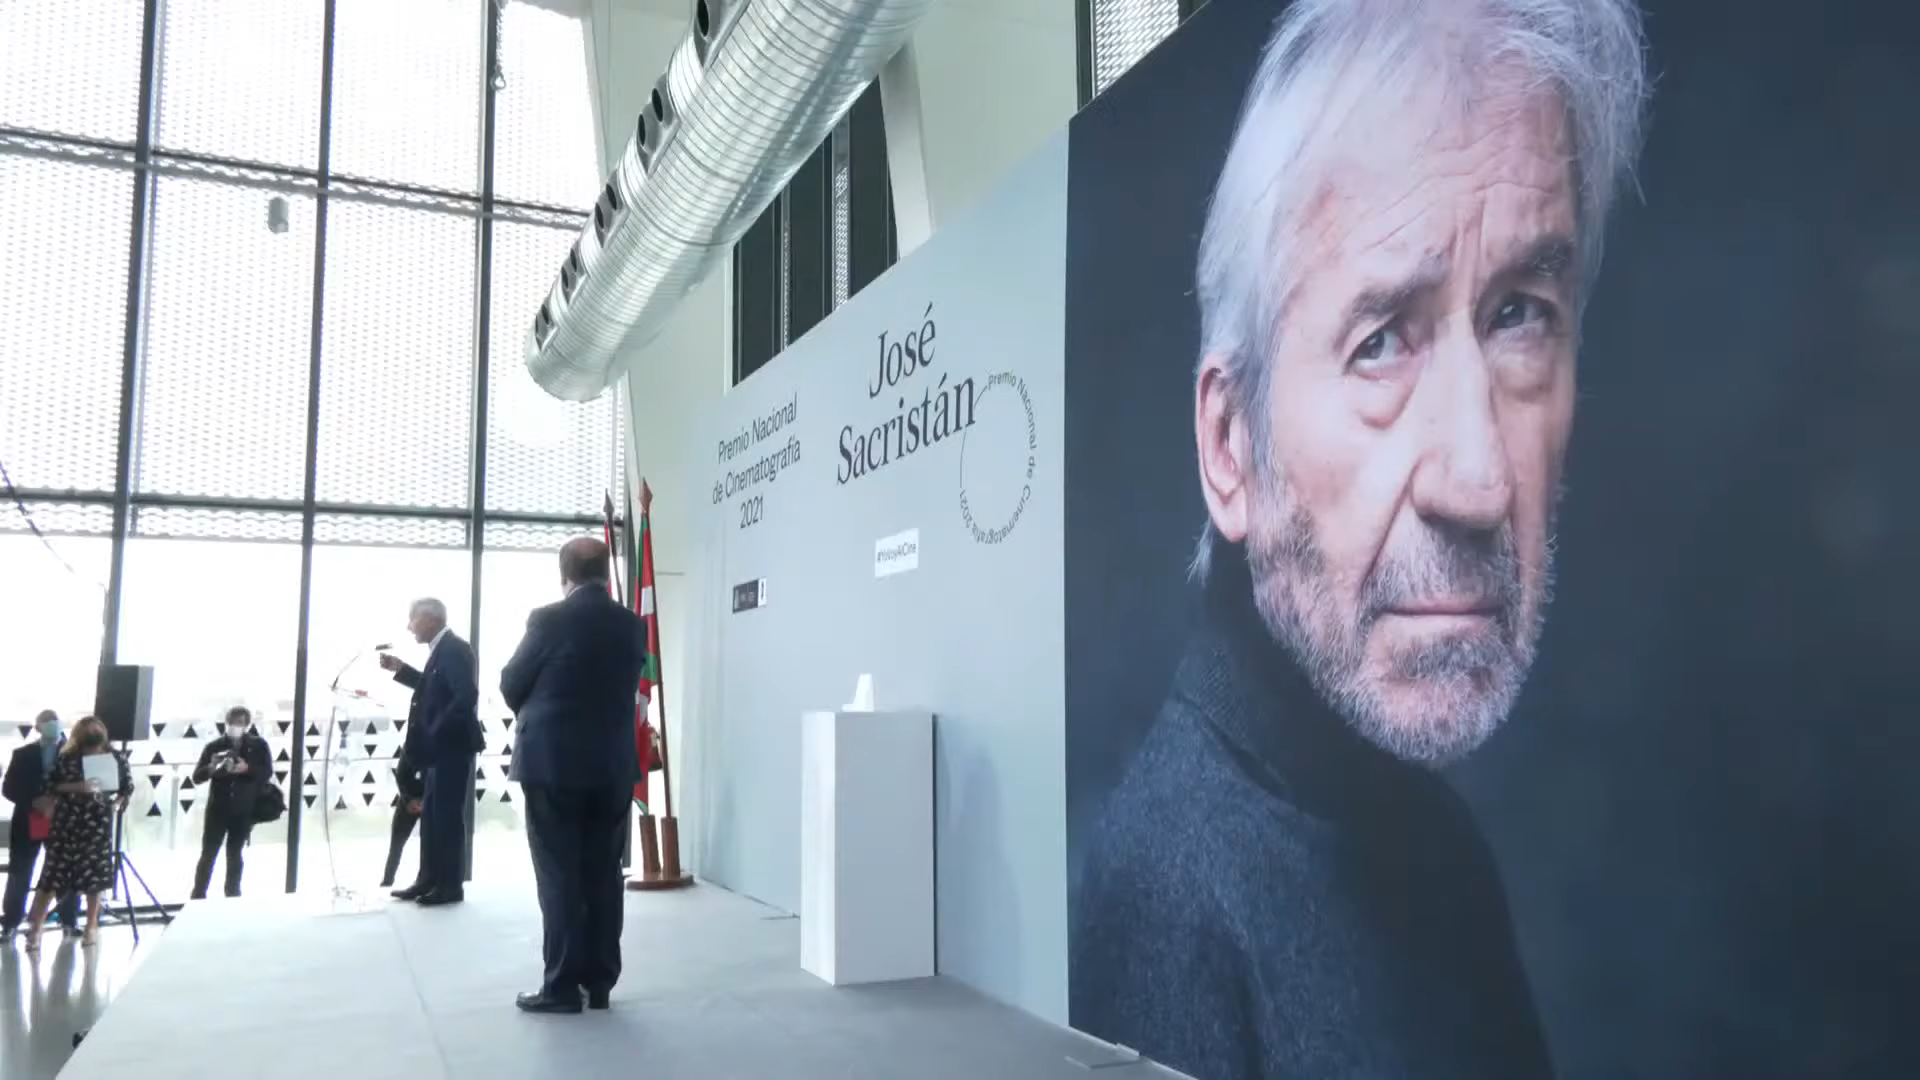 Premio Nacional
de Cinematografía
2021
José
Sacristán
Premio Nacional de Cinematografía 2021
#YoVoyAlCine